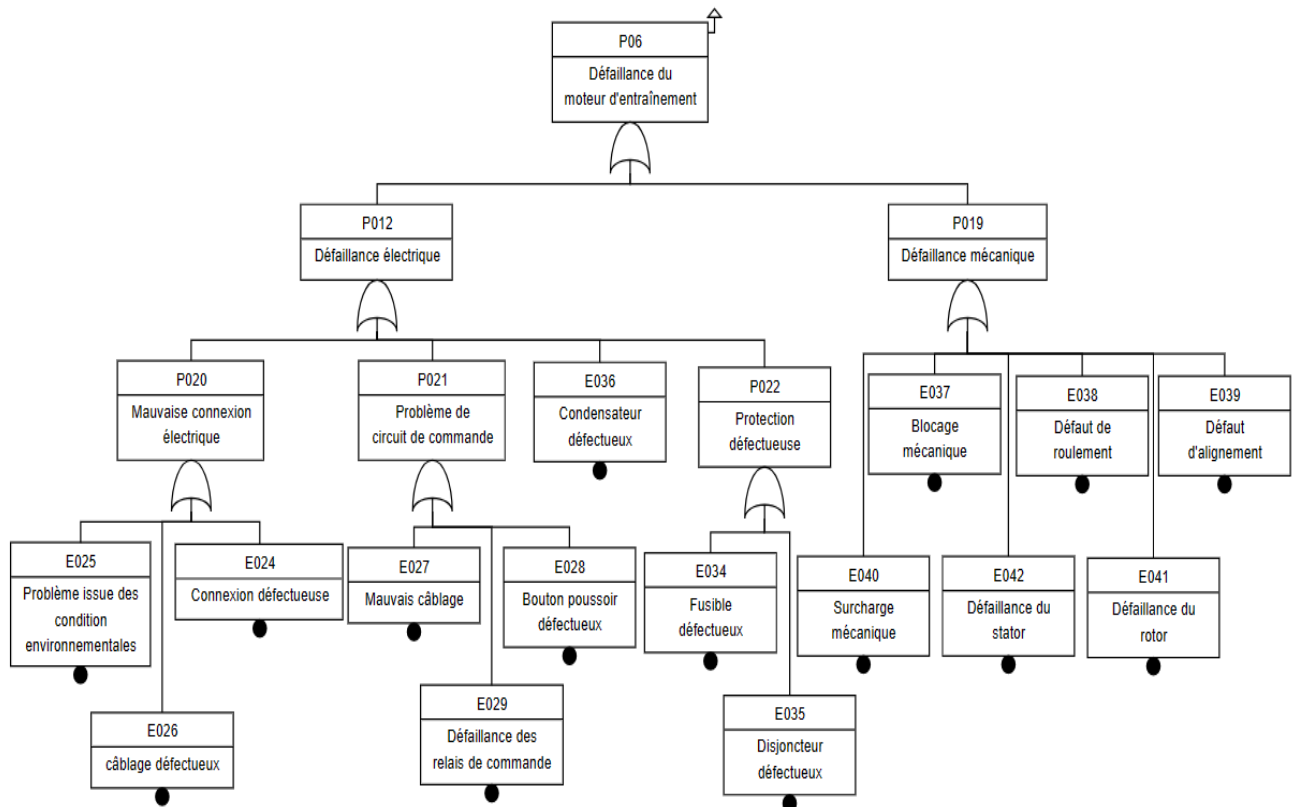 P06
Défaillance du
moteur d'entraînement
P012
Défaillance électrique
P019
Défaillance mécanique
P020
Mauvaise connexion
électrique
P021
Problème de
circuit de commande
E036
Condensateur
défectueux
P022
Protection
défectueuse
E037
Blocage
mécanique
E038
Défaut de
roulement
E039
Défaut
d'alignement
E025
Problème issue des
condition
environnementales
E024
Connexion défectueuse
E027
Mauvais câblage
E028
Bouton poussoir
défectueux
E034
Fusible
défectueux
E040
Surcharge
mécanique
E042
Défaillance du
stator
E041
Défaillance du
rotor
E026
câblage défectueux
E029
Défaillance des
relais de commande
E035
Disjoncteur
défectueux